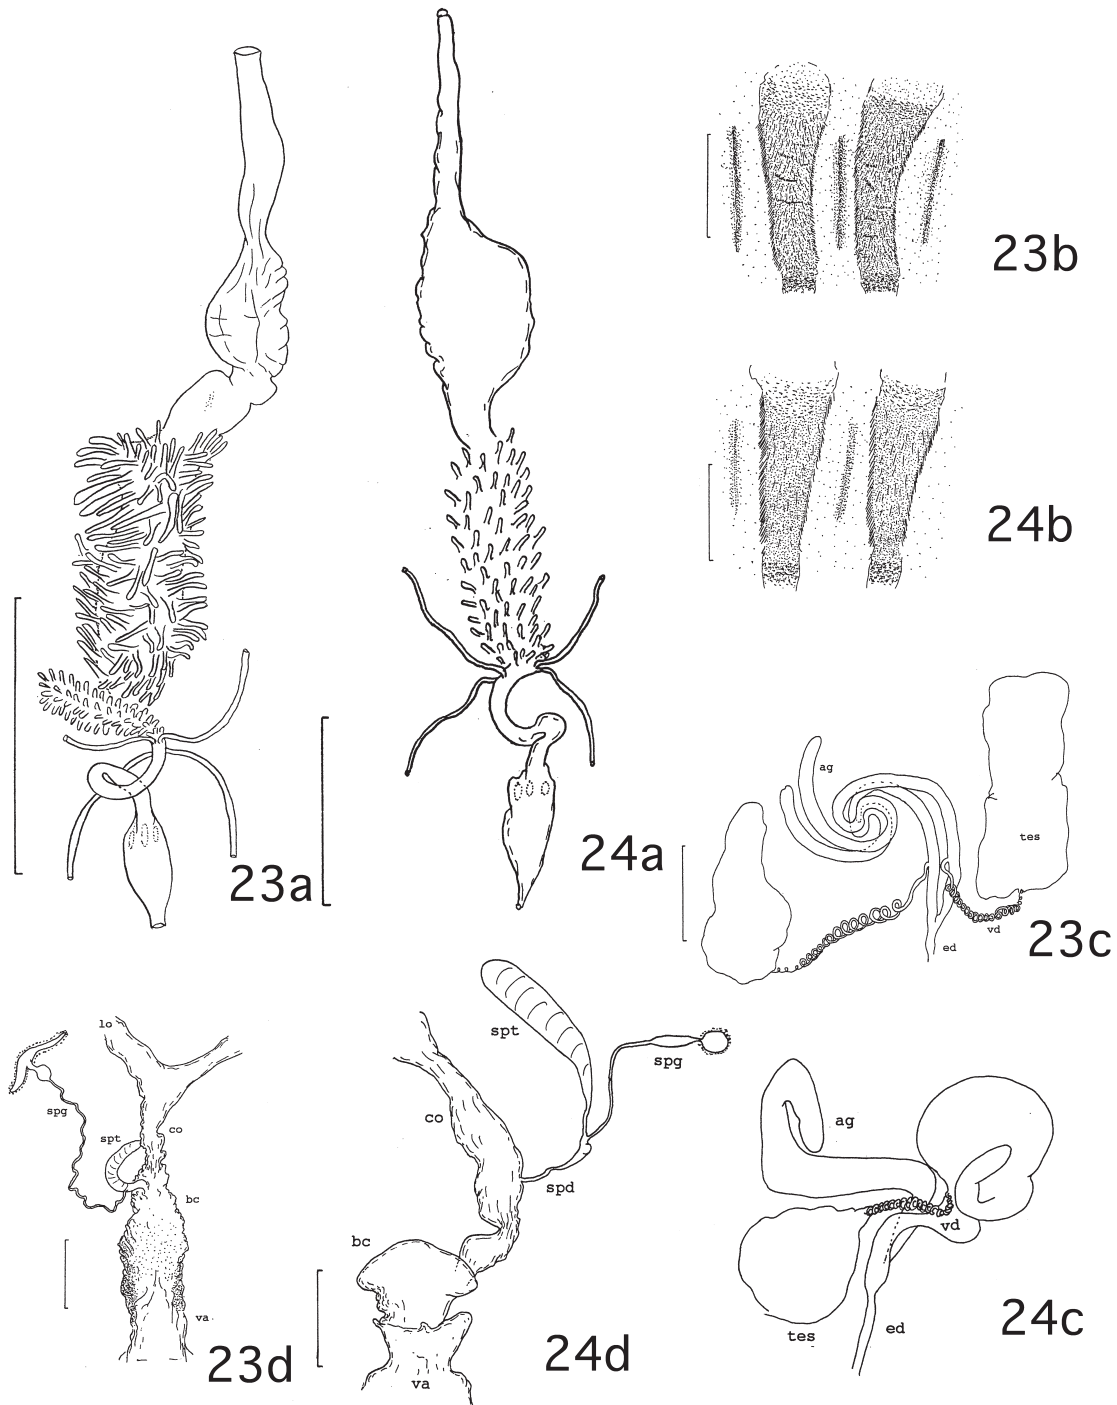 23b
24b
23a
24a
ag
tes
vd
ed
23c
lo
spg
spt
co
bc
va
23d
spt
spg
co
spd
bc
va
24d
ag
vd
tes
ed
24c